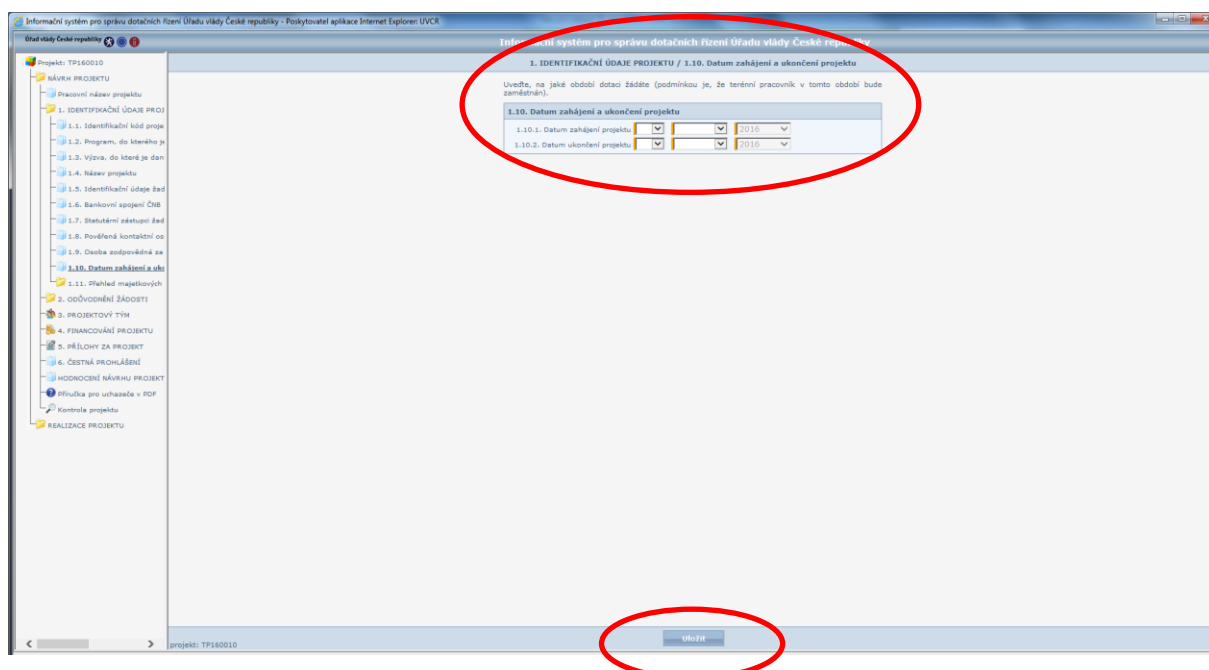 Informační systém pro správu dotačních řízení Úřadu vlády České republiky - Poskytovatel aplikace Internet Explorer: UVCR
Úřad vlády České republiky
Informační systém pro správu dotačních řízení Úřadu vlády České republiky
Projekt: TP160010
NÁVRH PROJEKTU
Pracovní název projektu
1. IDENTIFIKAČNÍ ÚDAJE PROJ
1.1. Identifikační kód proje
1.2. Program, do kterého je
1.3. Výzva, do které je dan
1.4. Název projektu
1.5. Identifikační údaje žad
1.6. Bankovní spojení ČNB
1.7. Statutární zástupci žad
1.8. Pověřená kontaktní os
1.9. Osoba zodpovědná za
1.10. Datum zahájení a uko
1.11. Přehled majetkových
2. ODŮVODNĚNÍ ŽÁDOSTI
3. PROJEKTOVÝ TÝM
4. FINANCOVÁNÍ PROJEKTU
5. PŘÍLOHY ZA PROJEKT
6. ČESTNÁ PROHLÁŠENÍ
HODNOCENÍ NÁVRHU PROJEKT
Příručka pro uchazeče v PDF
Kontrola projektu
REALIZACE PROJEKTU
1. IDENTIFIKAČNÍ ÚDAJE PROJEKTU / 1.10. Datum zahájení a ukončení projektu
Uveďte, na jaké období dotaci žádáte (podmínkou je, že terénní pracovník v tomto období bude
zaměstnán).
1.10. Datum zahájení a ukončení projektu
1.10.1. Datum zahájení projektu 2016
1.10.2. Datum ukončení projektu 2016
projekt: TP160010
Uložit